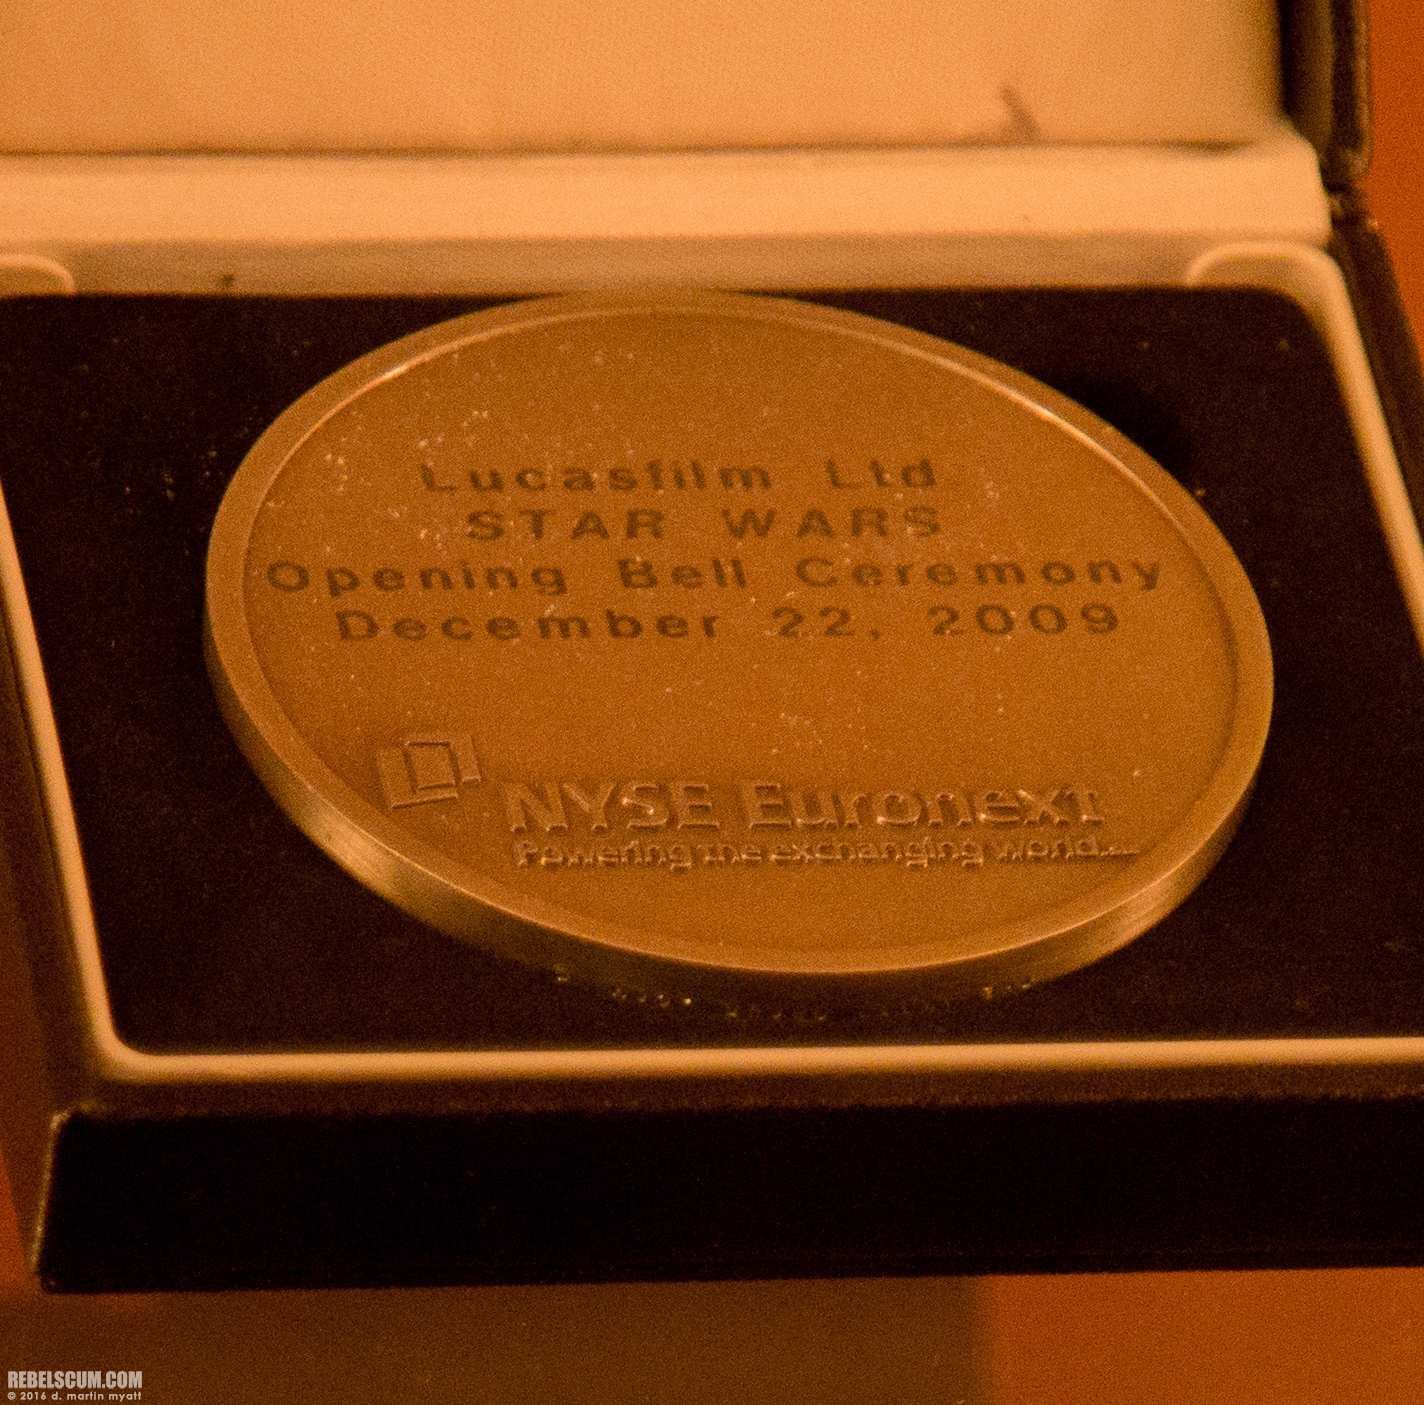 Lucasfilm Ltd
STAR WARS
Opening Bell Ceremony
December 22, 2009
NYSE Euronext
Powering the exchanging world.™
REBELSCUM.COM
© 2016 d. martin myatt